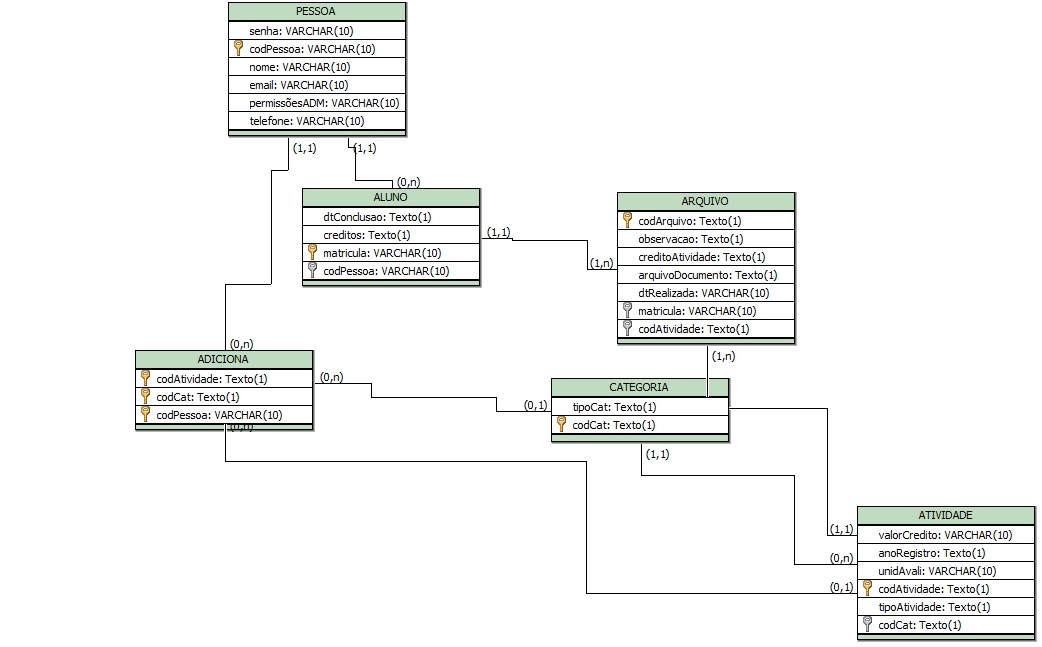 PESSOA
senha: VARCHAR(10)
codPessoa: VARCHAR(10)
nome: VARCHAR(10)
email: VARCHAR(10)
permissõesADM: VARCHAR(10)
telefone: VARCHAR(10)
(1,1)
(1,1)
(0,n)
ALUNO
dtConclusao: Texto(1)
creditos: Texto(1)
matricula: VARCHAR(10)
codPessoa: VARCHAR(10)
(1,1)
(1,n)
ARQUIVO
codArquivo: Texto(1)
observacao: Texto(1)
creditoAtividade: Texto(1)
arquivoDocumento: Texto(1)
dtRealizada: VARCHAR(10)
matricula: VARCHAR(10)
codAtividade: Texto(1)
(1,n)
(0,n)
ADICIONA
codAtividade: Texto(1)
codCat: Texto(1)
codPessoa: VARCHAR(10)
(0,n)
(0,n)
(0,1)
CATEGORIA
tipoCat: Texto(1)
codCat: Texto(1)
(1,1)
(1,1)
(0,n)
(0,1)
ATIVIDADE
valorCredito: VARCHAR(10)
anoRegistro: Texto(1)
unidAvali: VARCHAR(10)
codAtividade: Texto(1)
tipoAtividade: Texto(1)
codCat: Texto(1)